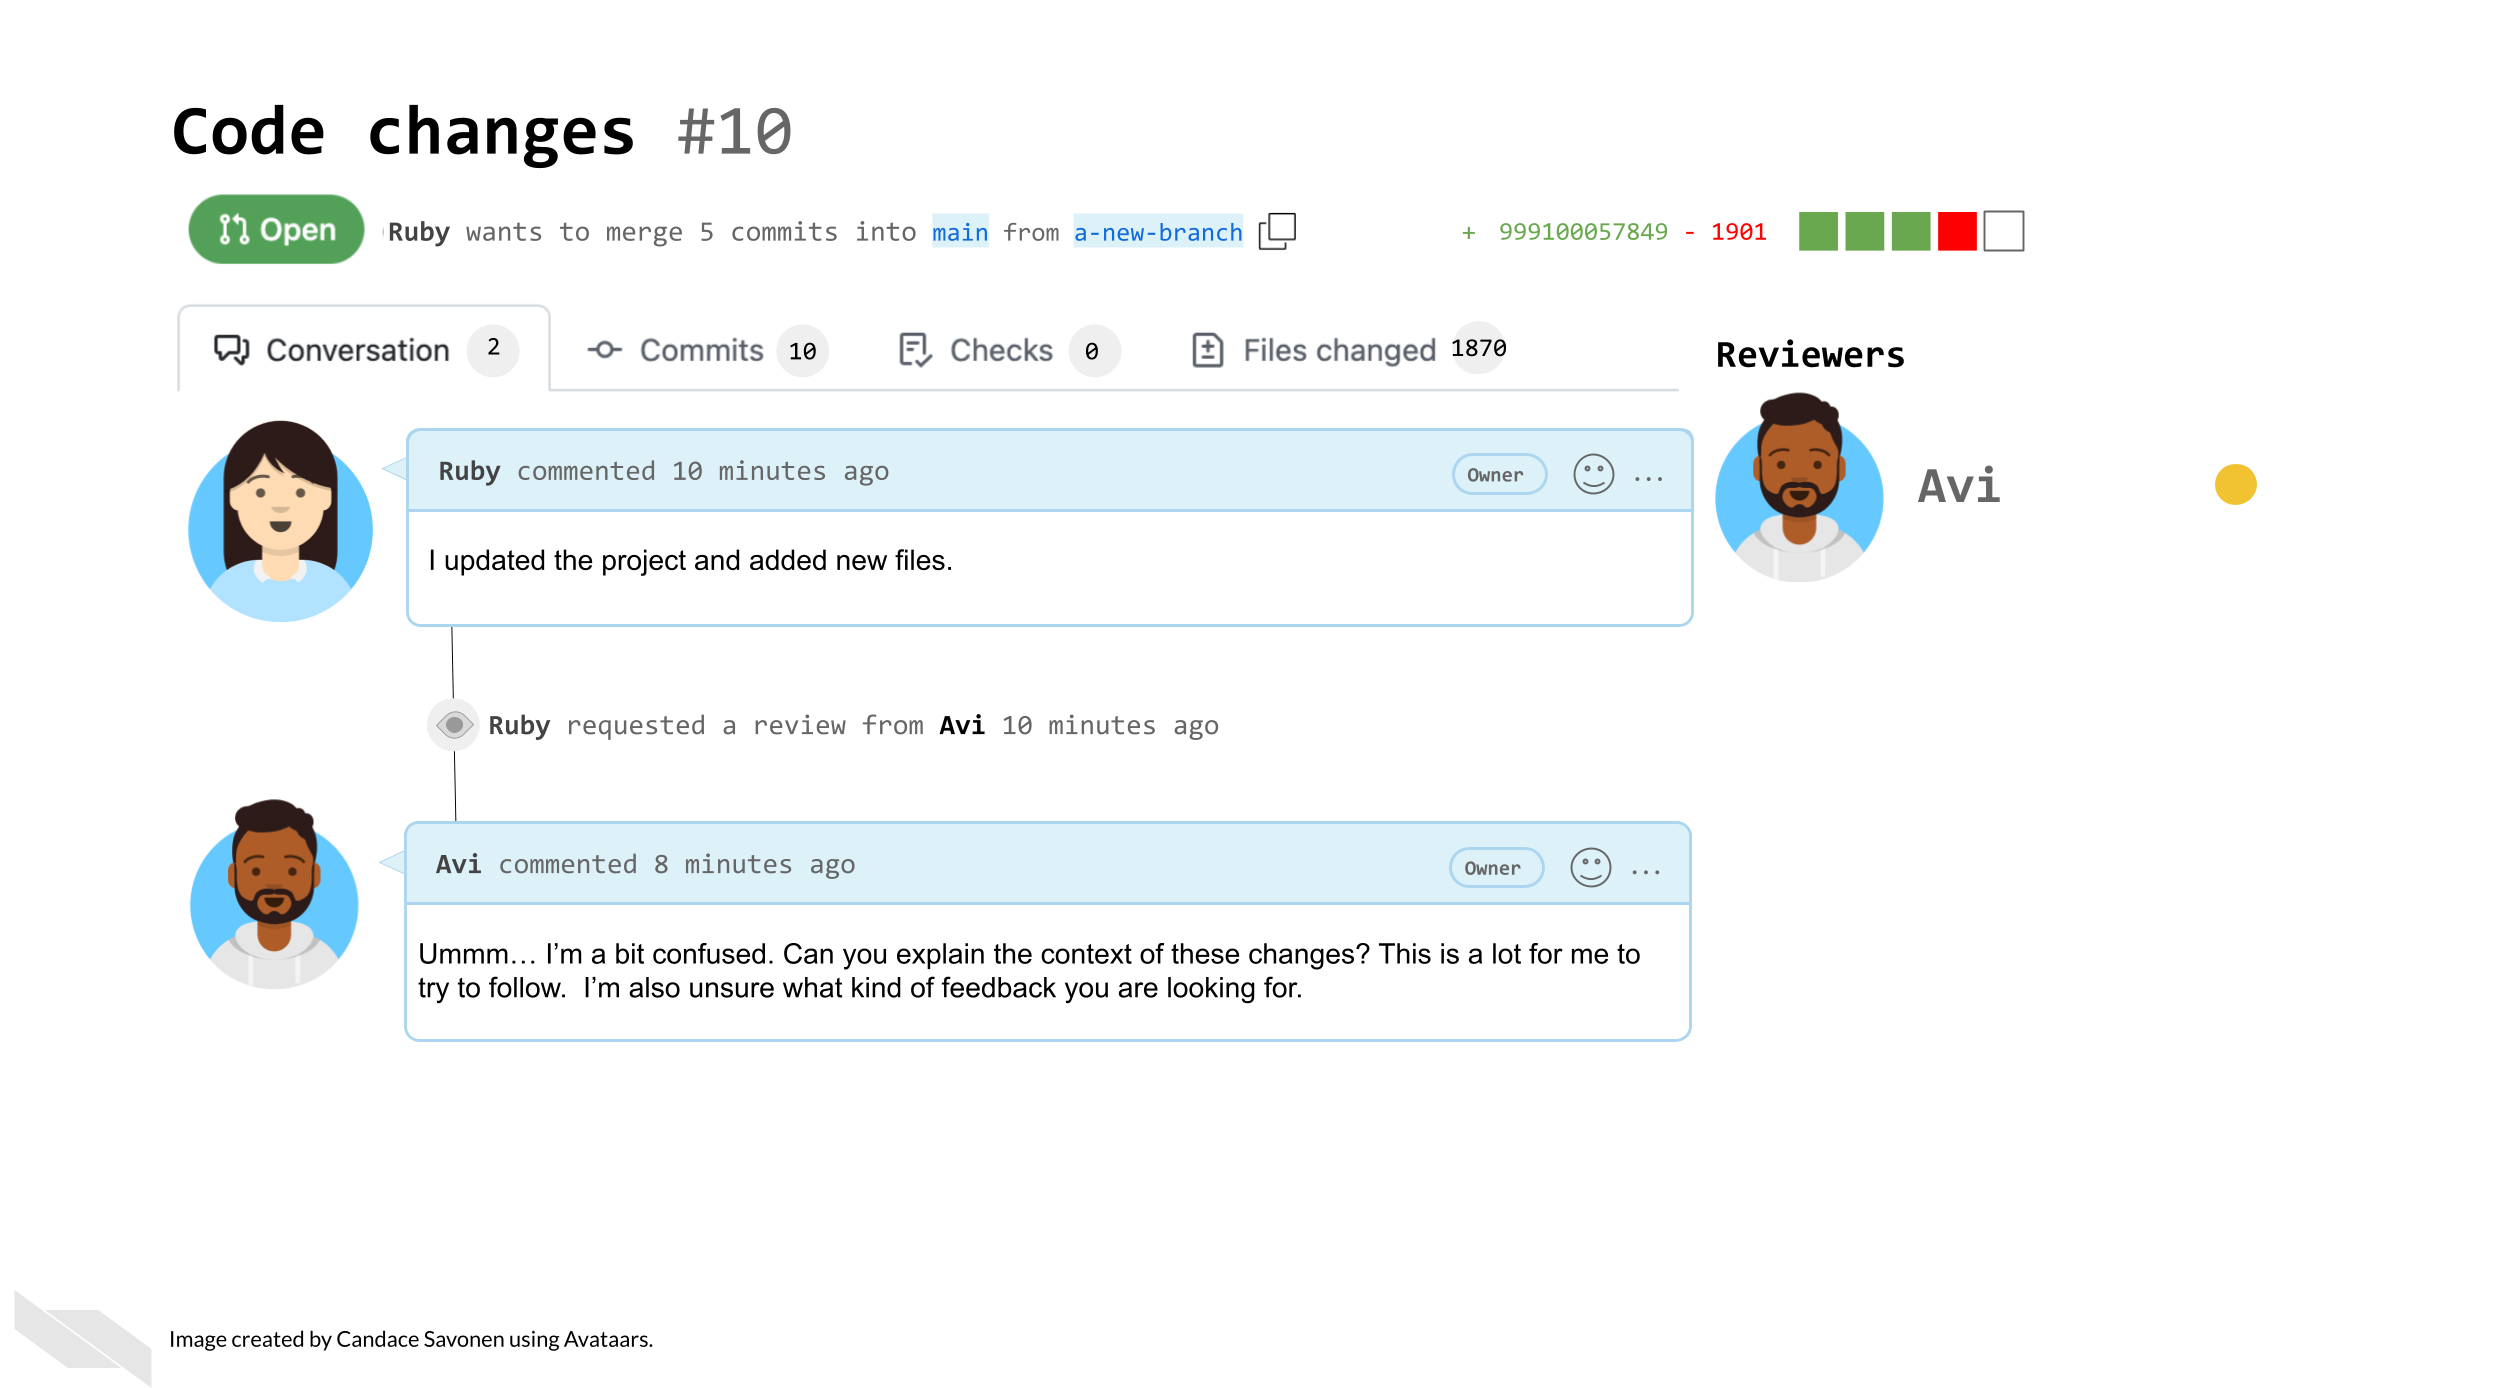 Code changes #10
Open Ruby wants to merge 5 commits into main from a-new-branch + 999100057849 - 1901
Conversation 2 Commits 10 Checks 0 Files changed 1870
Reviewers
Ruby commented 10 minutes ago Owner ...
Avi
I updated the project and added new files.
Ruby requested a review from Avi 10 minutes ago
Avi commented 8 minutes ago Owner ...
Ummm… I’m a bit confused. Can you explain the context of these changes? This is a lot for me to
try to follow.  I’m also unsure what kind of feedback you are looking for.
Image created by Candace Savonen using Avataars.